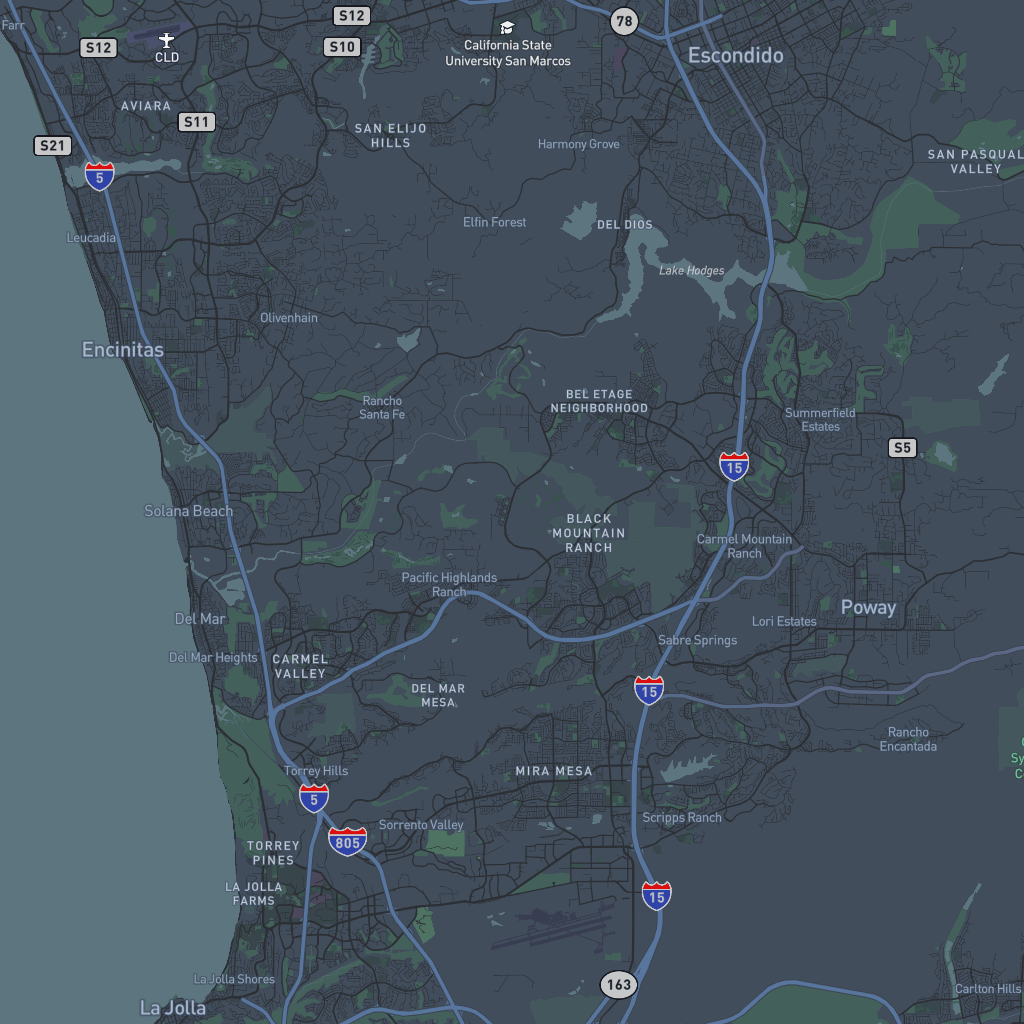 Farr
S12
S12
S10
CLD
California State
University San Marcos
78
Escondido
AVIARA
S11
S21
SAN ELIJO
HILLS
Harmony Grove
SAN PASQUAL
VALLEY
5
Leucadia
Elfin Forest
DEL DIOS
Lake Hodges
Olivenhain
Encinitas
Rancho
Santa Fe
BEL ETAGE
NEIGHBORHOOD
Summerfield
Estates
S5
15
Solana Beach
BLACK
MOUNTAIN
RANCH
Carmel Mountain
Ranch
Pacific Highlands
Ranch
Poway
Del Mar
Lori Estates
Sabre Springs
Del Mar Heights
CARMEL
VALLEY
DEL MAR
MESA
15
Rancho
Encantada
Sy
C
Torrey Hills
MIRA MESA
5
Scripps Ranch
Sorrento Valley
805
TORREY
PINES
LA JOLLA
FARMS
15
La Jolla Shores
163
Carlton Hills
La Jolla